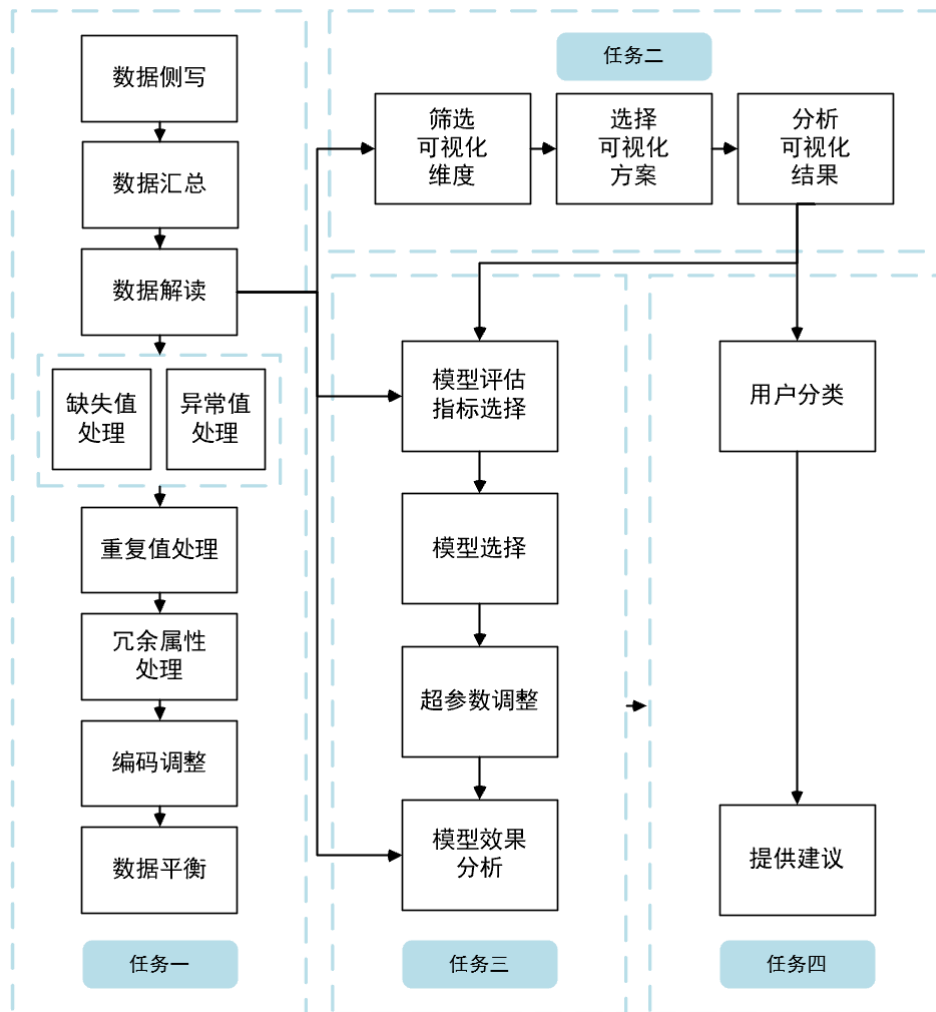 数据侧写
数据汇总
数据解读
缺失值
处理
异常值
处理
重复值处理
冗余属性
处理
编码调整
数据平衡
任务一
任务二
筛选
可视化
维度
选择
可视化
方案
分析
可视化
结果
模型评估
指标选择
模型选择
超参数调整
模型效果
分析
任务三
用户分类
提供建议
任务四